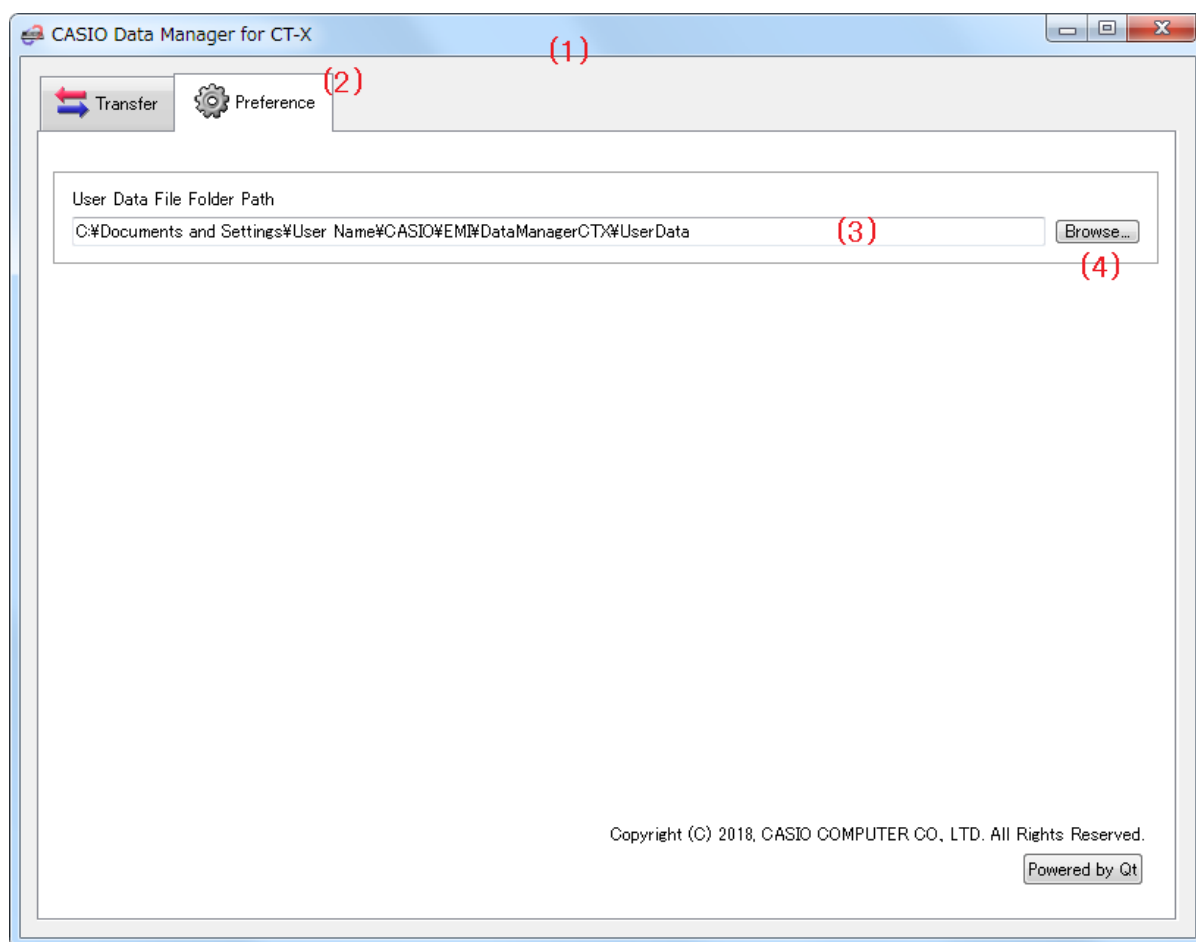 CASIO Data Manager for CT-X
(1)
(2)
Transfer
Preference
User Data File Folder Path
C:¥Documents and Settings¥User Name¥CASIO¥EMI¥DataManagerCTX¥UserData
(3)
Browse...
(4)
Copyright (C) 2018, CASIO COMPUTER CO., LTD. All Rights Reserved.
Powered by Qt